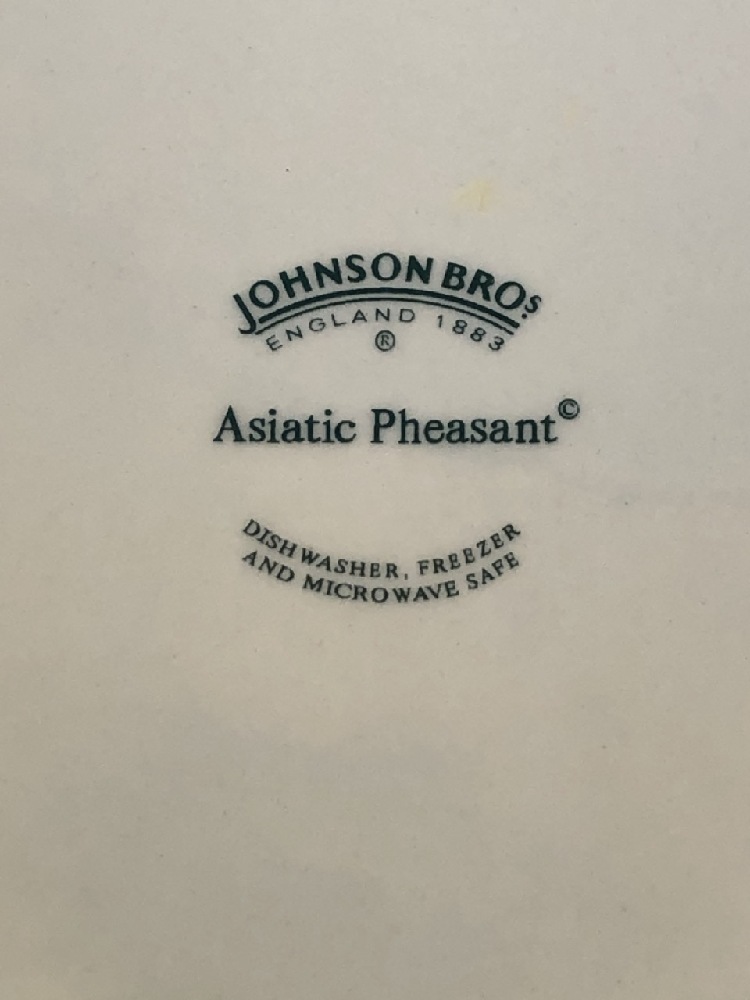 JOHNSON BROS.
ENGLAND 1883
®
Asiatic Pheasant©
DISHWASHER, FREEZER
AND MICROWAVE SAFE